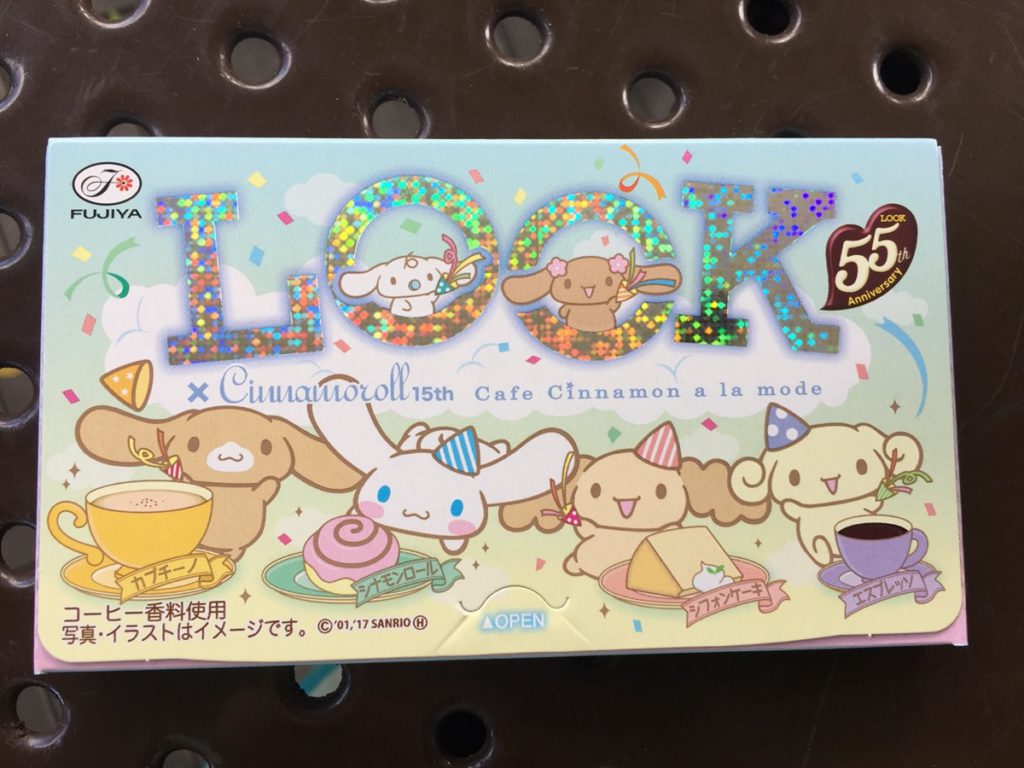 FUJIYA
LOOK
LOOK
55th
Anniversary
× Cinnamoroll 15th Cafe Cinnamon a la mode
カプチーノ
シナモンロール
シフォンケーキ
エスプレッソ
コーヒー香料使用
写真・イラストはイメージです。 ©'01,'17 SANRIO Ⓗ
▲OPEN